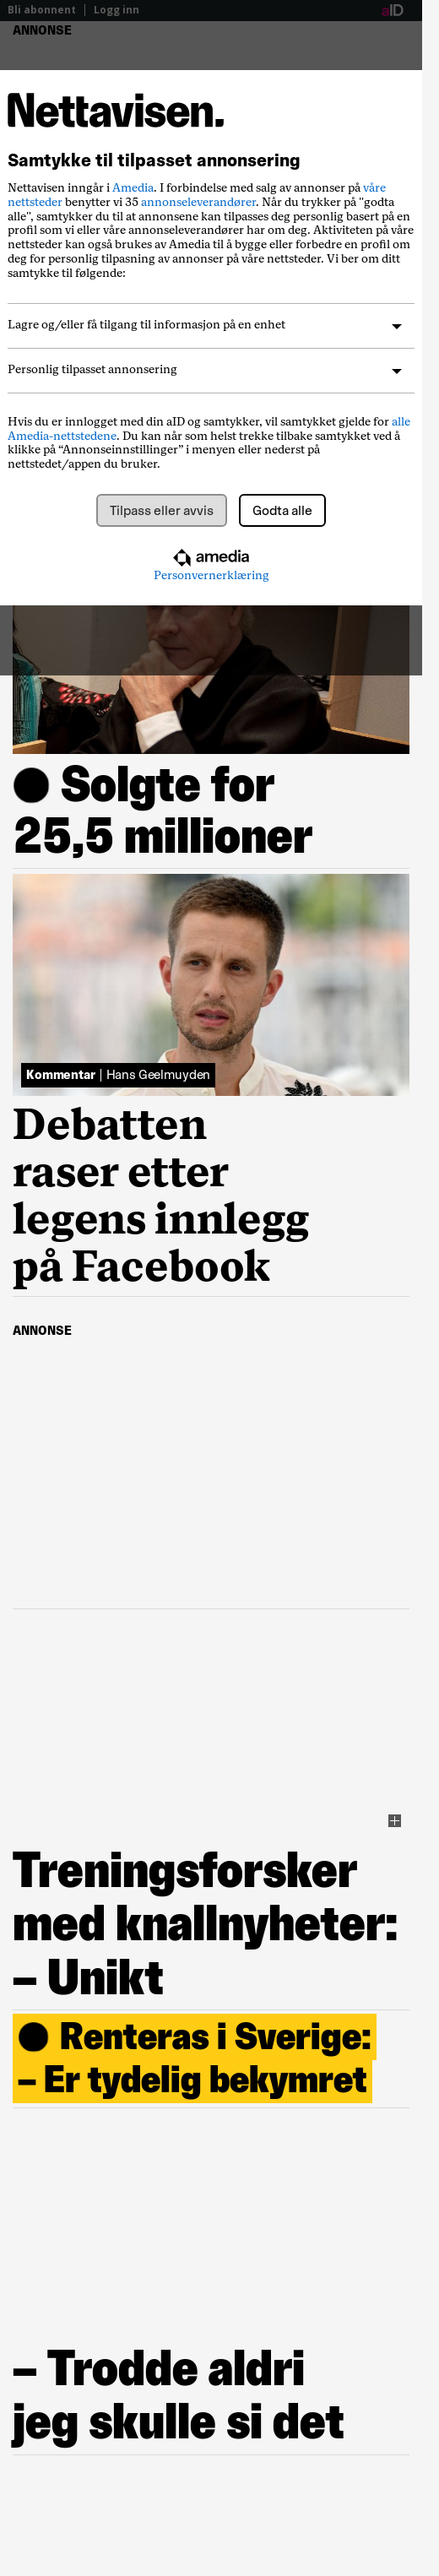 Bli abonnent
Logg inn
aID
ANNONSE
Nettavisen.
Samtykke til tilpasset annonsering
Nettavisen inngår i Amedia. I forbindelse med salg av annonser på våre
nettsteder benytter vi 35 annonseleverandører. Når du trykker på "godta
alle", samtykker du til at annonsene kan tilpasses deg personlig basert på en
profil som vi eller våre annonseleverandører har om deg. Aktiviteten på våre
nettsteder kan også brukes av Amedia til å bygge eller forbedre en profil om
deg for personlig tilpasning av annonser på våre nettsteder. Vi ber om ditt
samtykke til følgende:
Lagre og/eller få tilgang til informasjon på en enhet
Personlig tilpasset annonsering
Hvis du er innlogget med din aID og samtykker, vil samtykket gjelde for alle
Amedia-nettstedene. Du kan når som helst trekke tilbake samtykket ved å
klikke på “Annonseinnstillinger” i menyen eller nederst på
nettstedet/appen du bruker.
Tilpass eller avvis
Godta alle
amedia
Personvernerklæring
● Solgte for
25,5 millioner
Kommentar | Hans Geelmuyden
Debatten
raser etter
legens innlegg
på Facebook
ANNONSE
Treningsforsker
med knallnyheter:
– Unikt
● Renteras i Sverige:
– Er tydelig bekymret
– Trodde aldri
jeg skulle si det